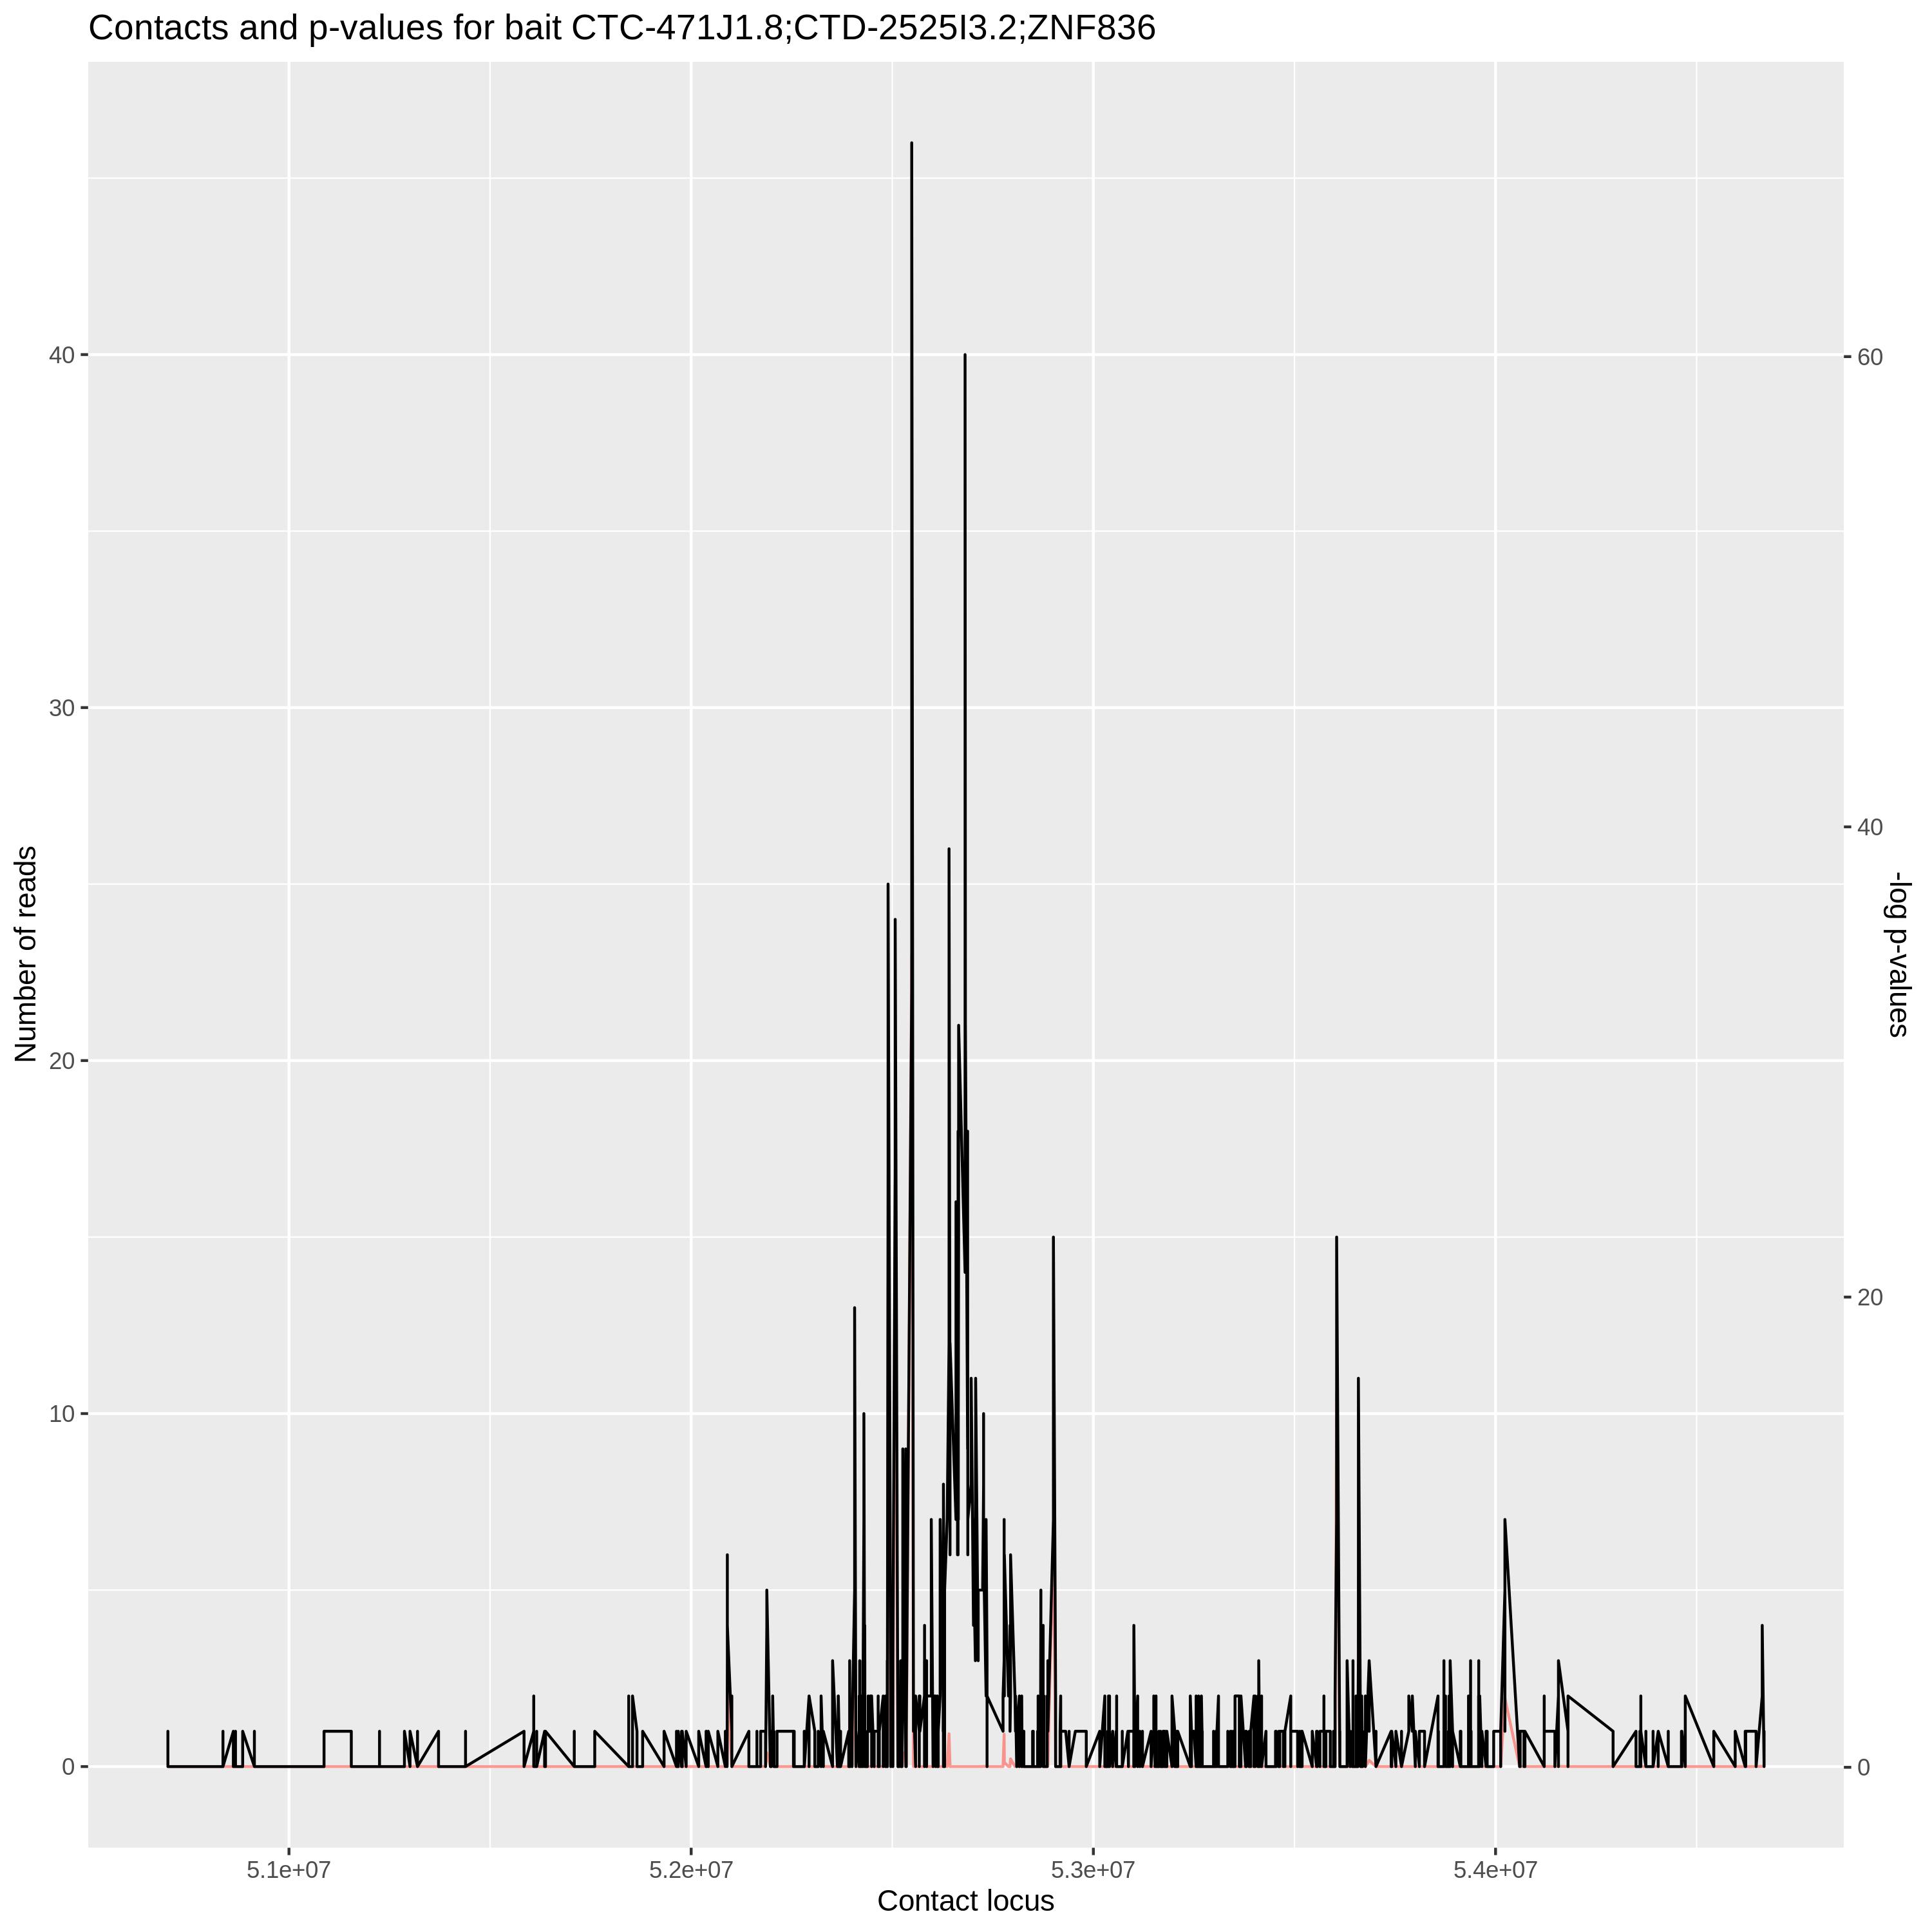 Contacts and p-values for bait CTC-471J1.8;CTD-2525I3.2;ZNF836
Number of reads
40
30
20
10
0
60
40
20
0
-log p-values
5.1e+07 5.2e+07 5.3e+07 5.4e+07
Contact locus